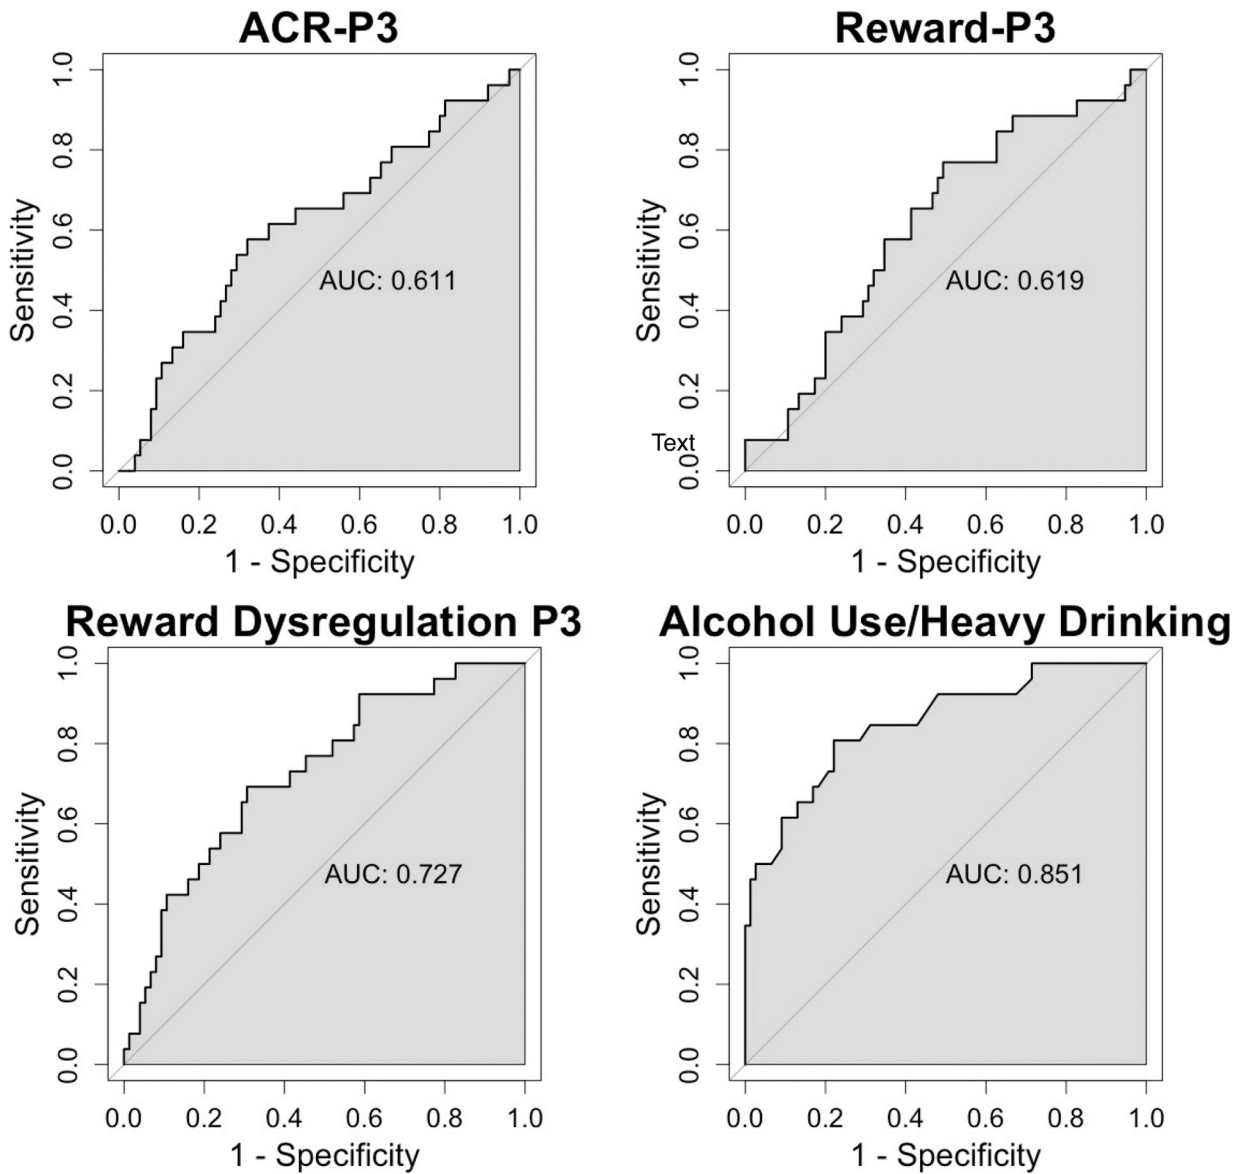 ACR-P3
Sensitivity
0.0 0.2 0.4 0.6 0.8 1.0
AUC: 0.611
0.0 0.2 0.4 0.6 0.8 1.0
1 - Specificity
Reward-P3
Sensitivity
0.0 0.2 0.4 0.6 0.8 1.0
AUC: 0.619
Text
0.0 0.2 0.4 0.6 0.8 1.0
1 - Specificity
Reward Dysregulation P3
Sensitivity
0.0 0.2 0.4 0.6 0.8 1.0
AUC: 0.727
0.0 0.2 0.4 0.6 0.8 1.0
1 - Specificity
Alcohol Use/Heavy Drinking
Sensitivity
0.0 0.2 0.4 0.6 0.8 1.0
AUC: 0.851
0.0 0.2 0.4 0.6 0.8 1.0
1 - Specificity